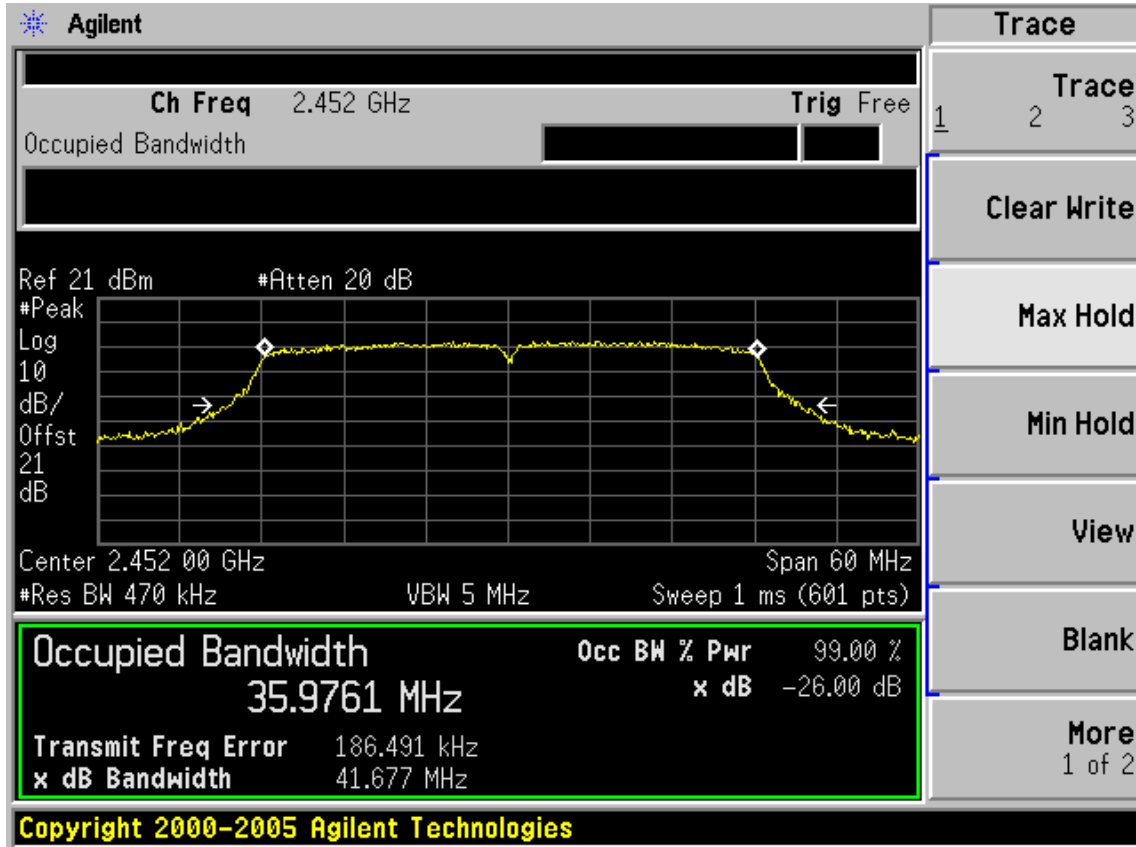 Agilent
Trace
Ch Freq 2.452 GHz Trig Free
Occupied Bandwidth
Ref 21 dBm #Atten 20 dB
#Peak
Log
10
dB/
Offst
21
dB
Center 2.452 00 GHz Span 60 MHz
#Res BW 470 kHz VBW 5 MHz Sweep 1 ms (601 pts)
Occupied Bandwidth
35.9761 MHz
Occ BW % Pwr 99.00 %
x dB -26.00 dB
Transmit Freq Error 186.491 kHz
x dB Bandwidth 41.677 MHz
Copyright 2000-2005 Agilent Technologies
Trace
1 2 3
Clear Write
Max Hold
Min Hold
View
Blank
More
1 of 2